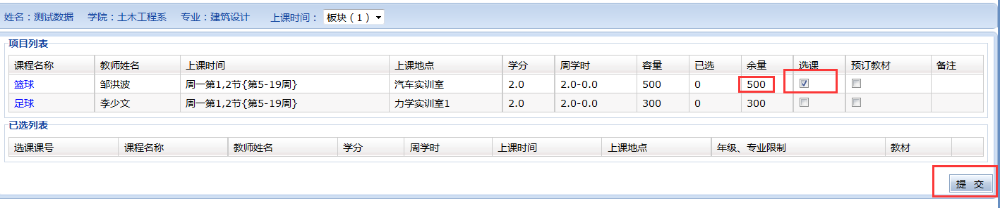 姓名：测试数据 学院：土木工程系 专业：建筑设计 上课时间： 板块（1）
项目列表
课程名称 教师姓名 上课时间 上课地点 学分 周学时 容量 已选 余量 选课 预订教材 备注
篮球 邹洪波 周一第1,2节{第5-19周} 汽车实训室 2.0 2.0-0.0 500 0 500
足球 李少文 周一第1,2节{第5-19周} 力学实训室1 2.0 2.0-0.0 300 0 300
已选列表
选课课号 课程名称 教师姓名 学分 周学时 上课时间 上课地点 年级、专业限制 教材
提 交